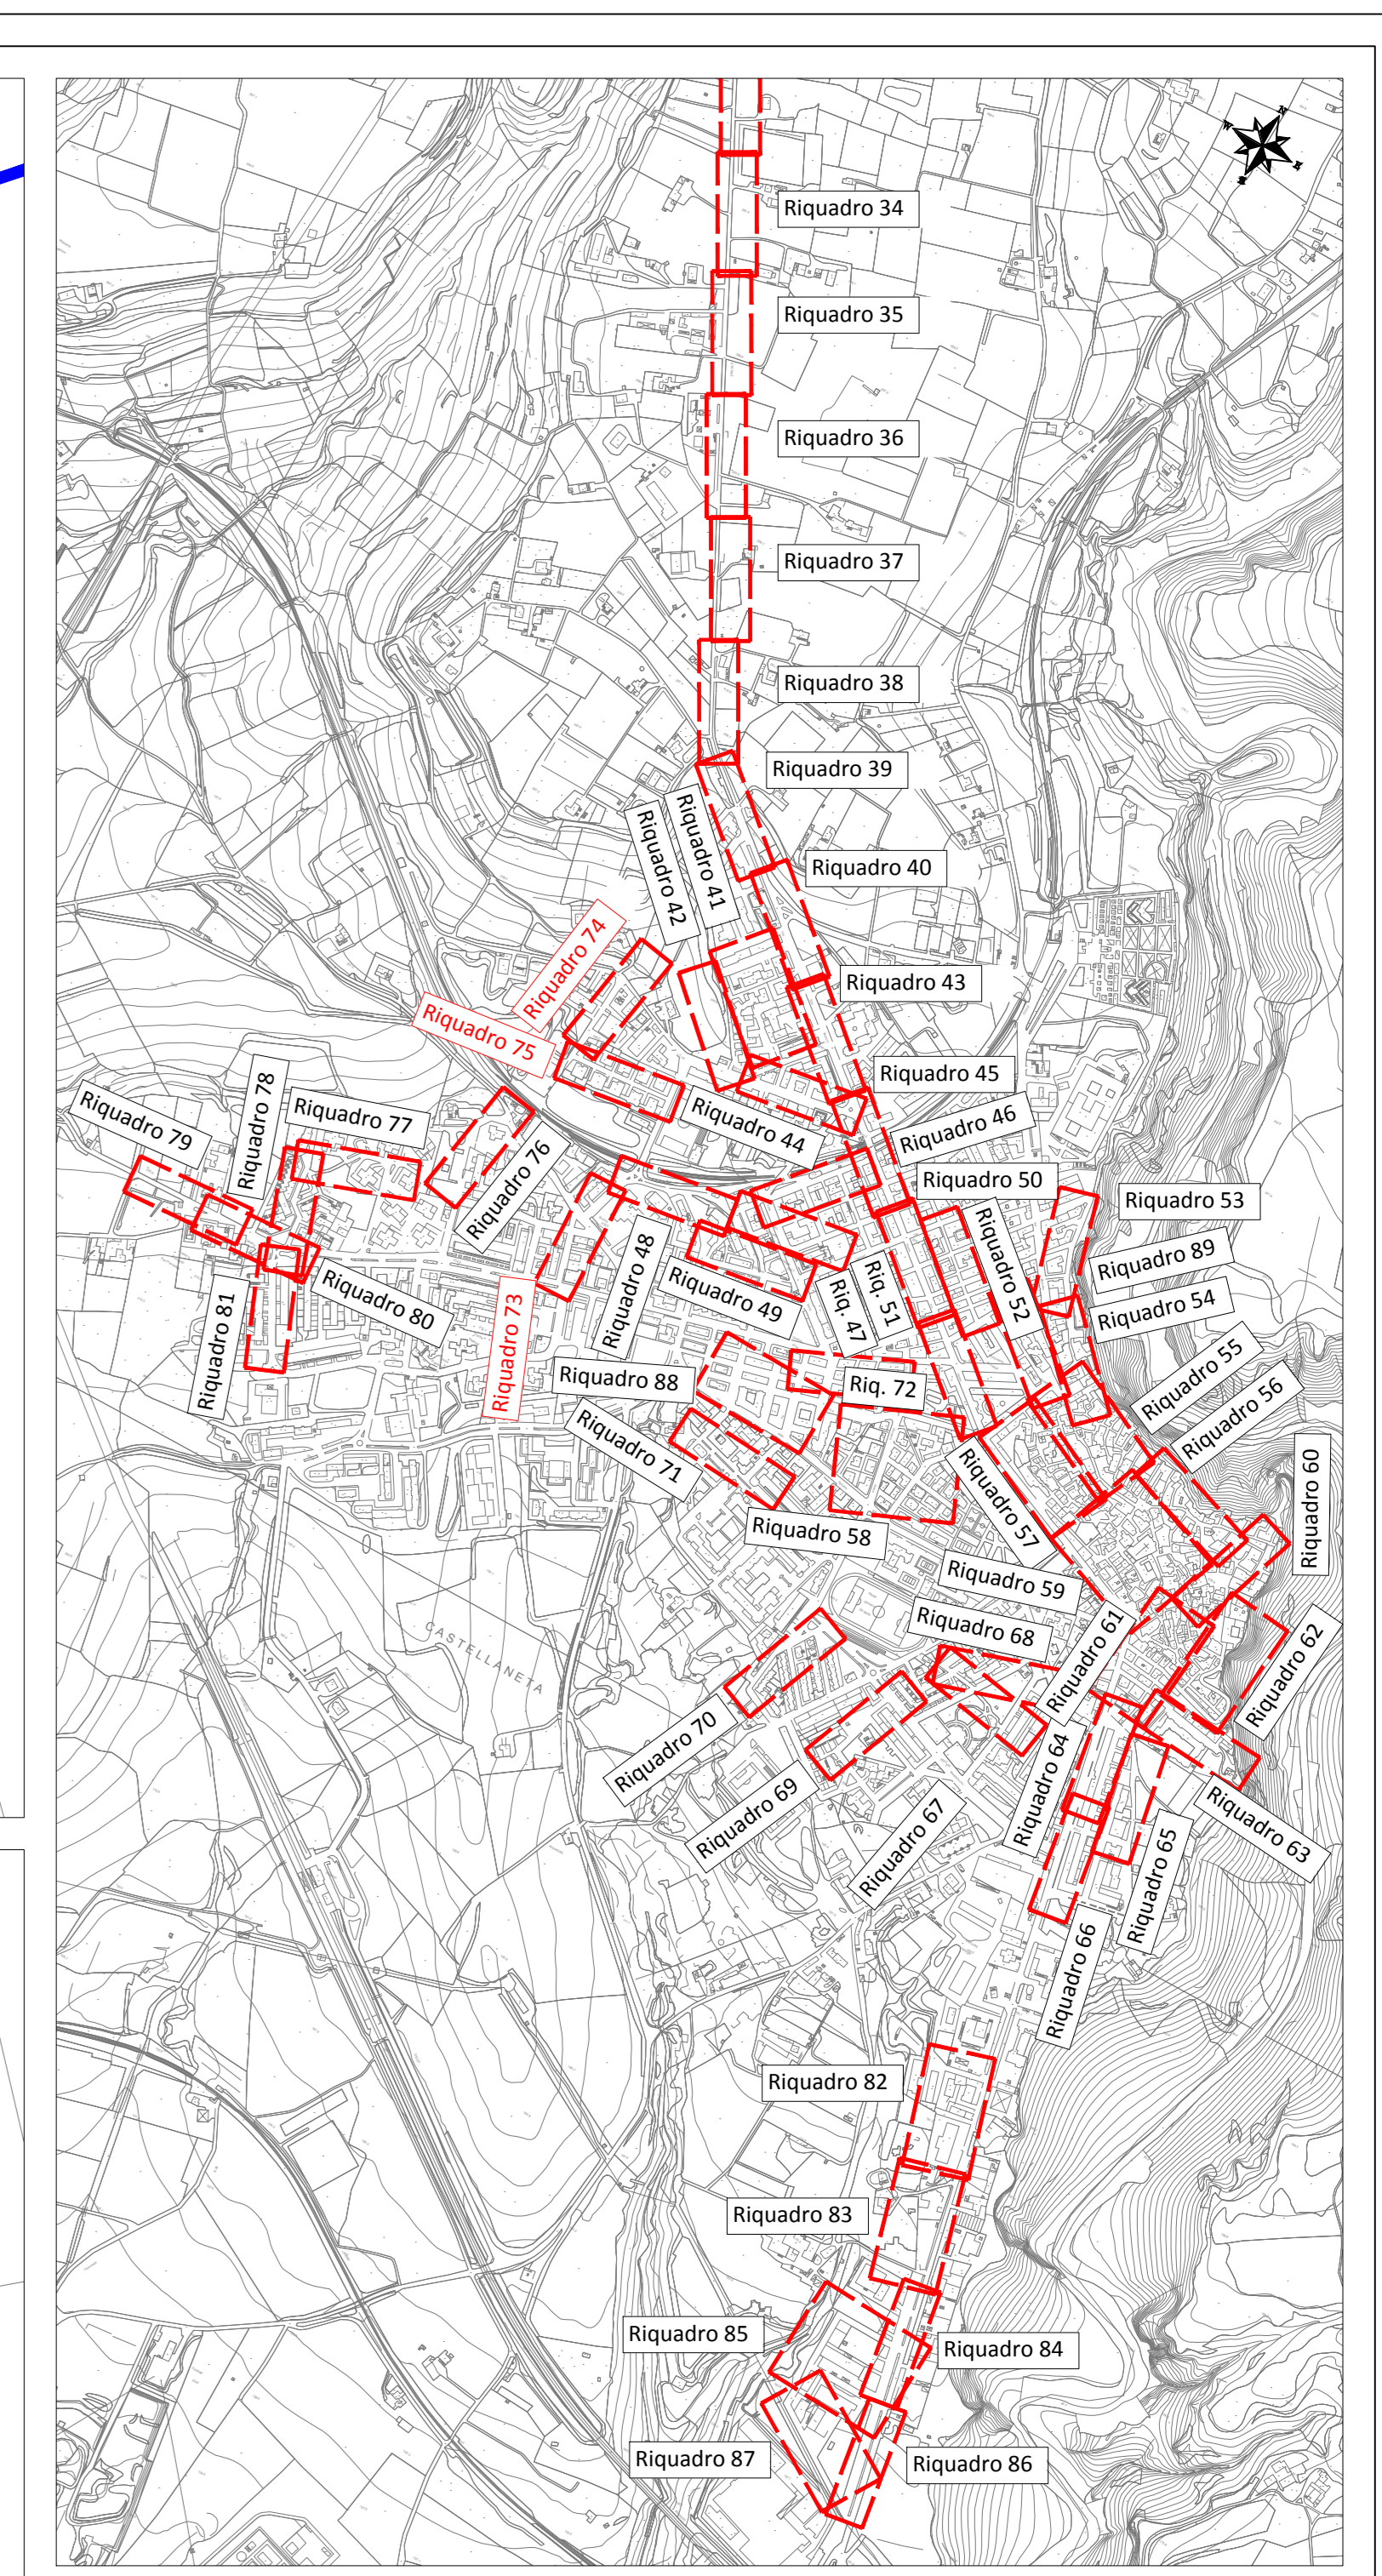 N
W
E
S
Riquadro 34
Riquadro 35
Riquadro 36
Riquadro 37
Riquadro 38
Riquadro 39
Riquadro 40
Riquadro 41
Riquadro 42
Riquadro 43
Riquadro 74
Riquadro 75
Riquadro 45
Riquadro 44
Riquadro 46
Riquadro 78
Riquadro 77
Riquadro 79
Riquadro 76
Riquadro 50
Riquadro 53
Riquadro 52
Riquadro 89
Riquadro 54
Riquadro 48
Riquadro 49
Riq. 47
Riq. 51
Riquadro 80
Riquadro 81
Riquadro 73
Riquadro 55
Riquadro 56
Riquadro 88
Riq. 72
Riquadro 71
Riquadro 57
Riquadro 60
Riquadro 58
Riquadro 59
Riquadro 68
Riquadro 61
Riquadro 62
CASTELLANETA
Riquadro 70
Riquadro 69
Riquadro 67
Riquadro 64
Riquadro 63
Riquadro 65
Riquadro 66
Riquadro 82
Riquadro 83
Riquadro 85
Riquadro 84
Riquadro 87
Riquadro 86